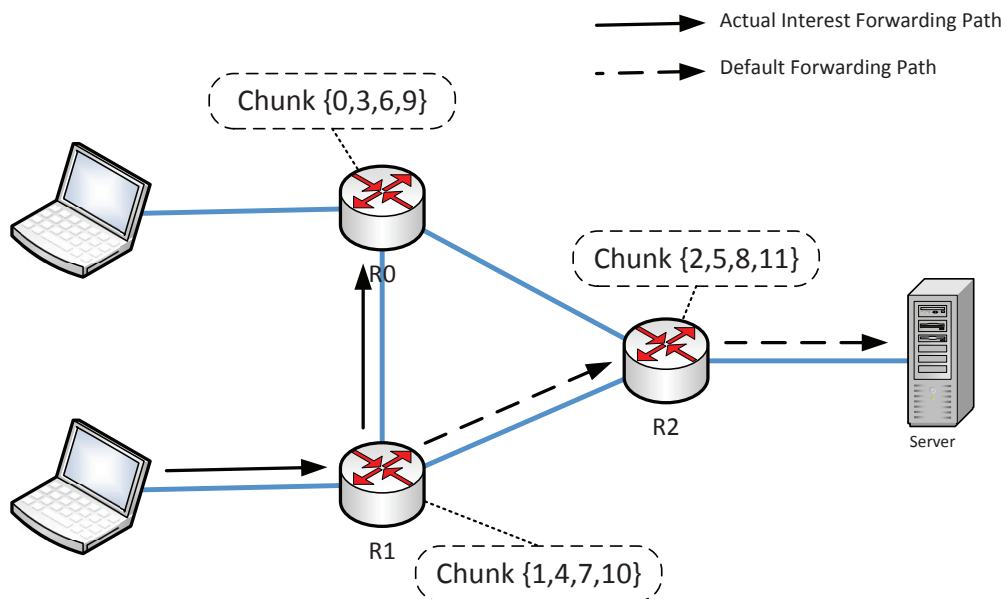 Actual Interest Forwarding Path
Default Forwarding Path
Chunk {0,3,6,9}
R0
Chunk {2,5,8,11}
R2
Server
R1
Chunk {1,4,7,10}